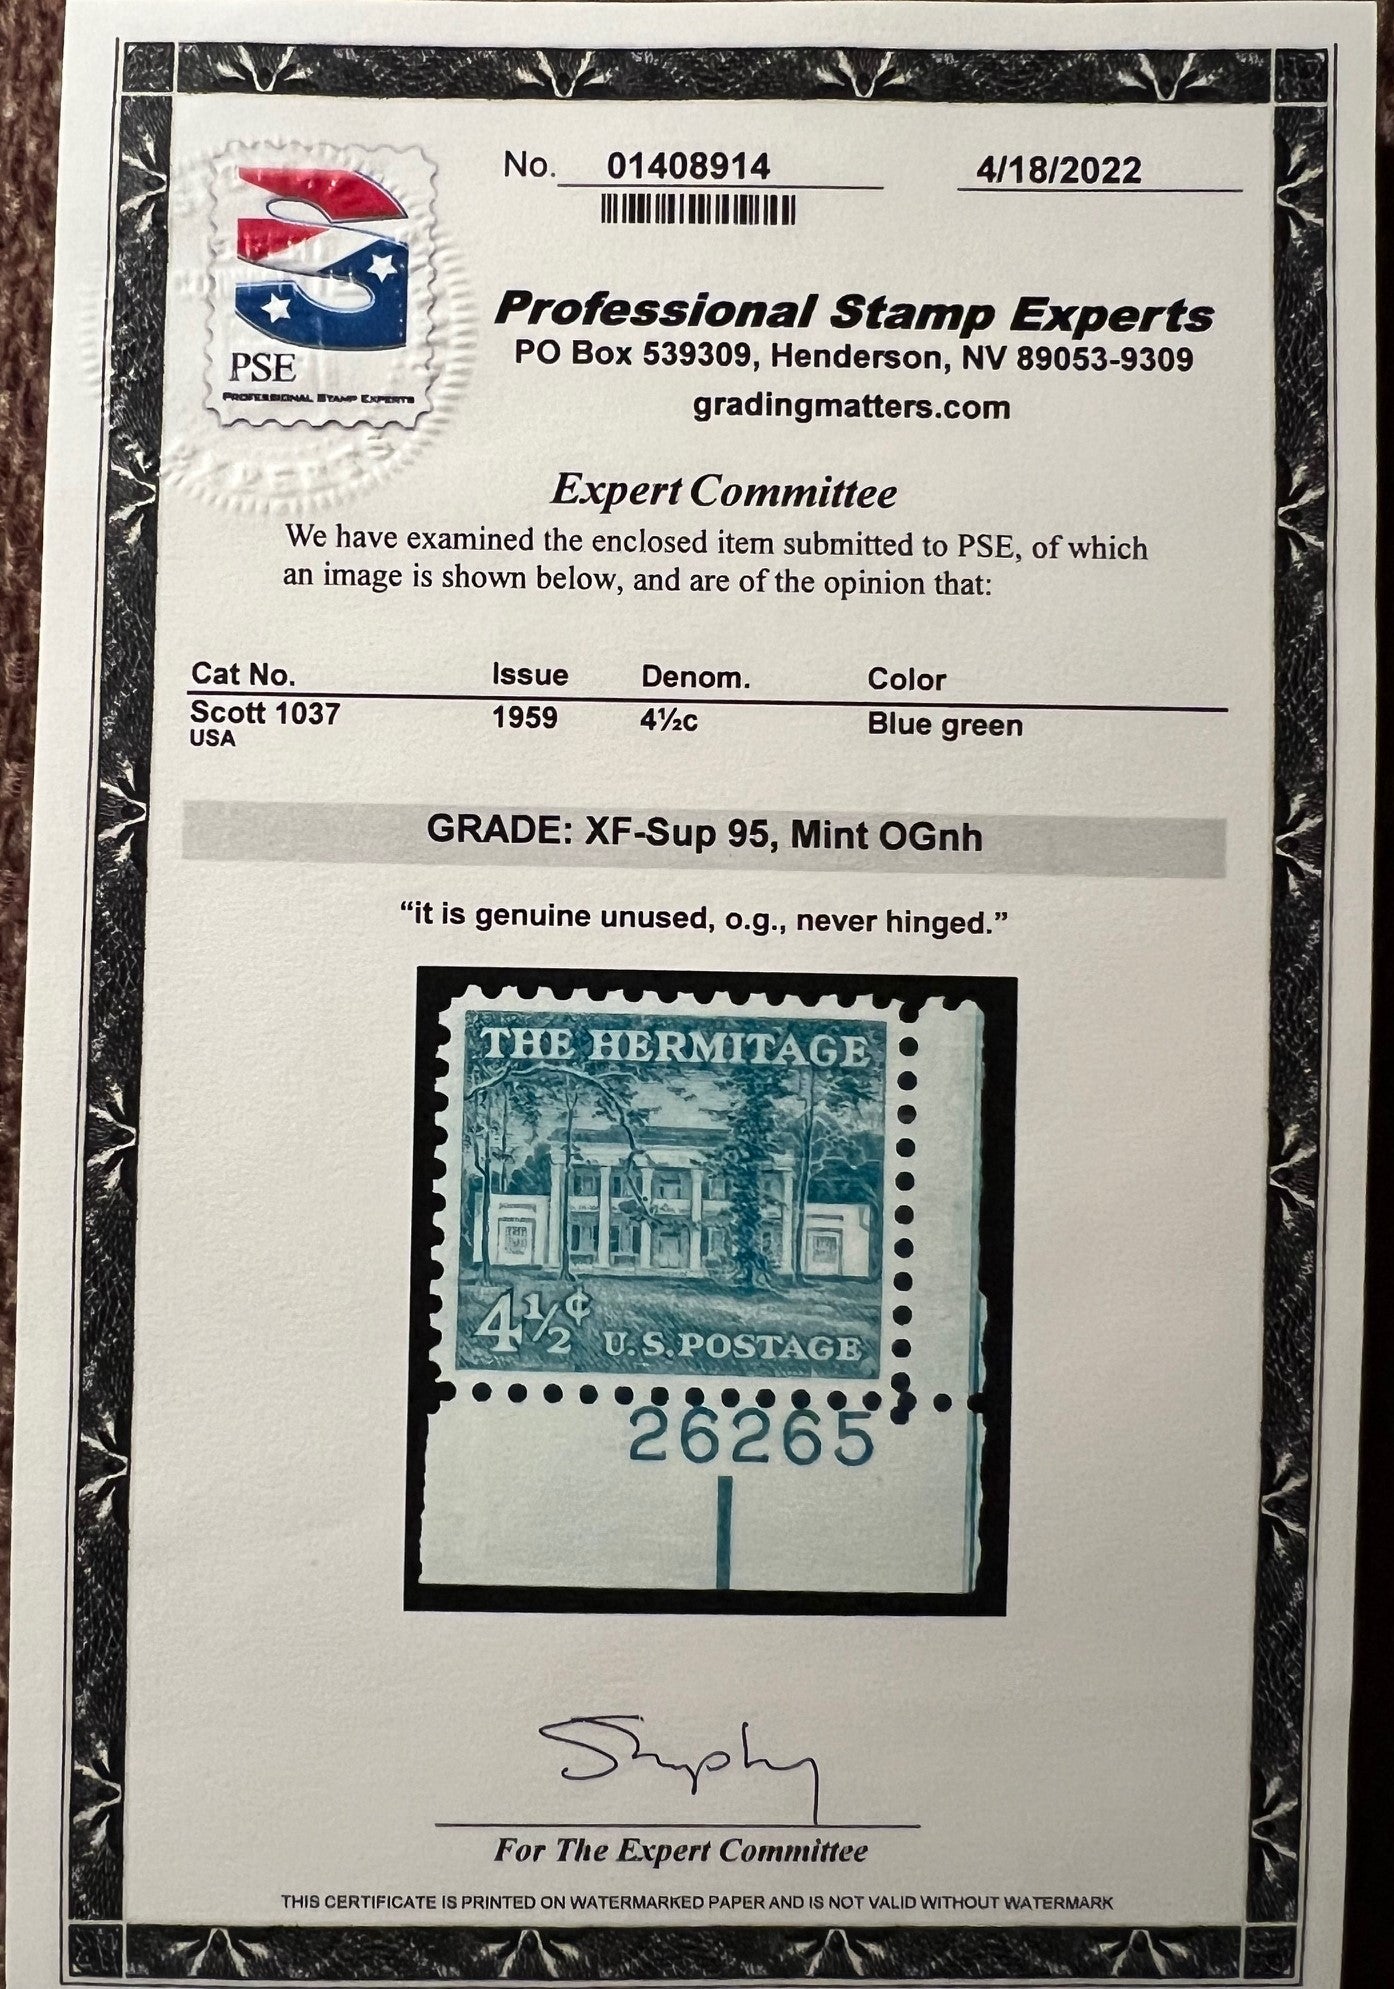 No. 01408914 4/18/2022
PSE
PROFESSIONAL STAMP EXPERTS
Professional Stamp Experts
PO Box 539309, Henderson, NV 89053-9309
gradingmatters.com
EXPERTS
Expert Committee
We have examined the enclosed item submitted to PSE, of which
an image is shown below, and are of the opinion that:
Cat No. Issue Denom. Color
Scott 1037 1959 4½c Blue green
USA
GRADE: XF-Sup 95, Mint OGnh
“it is genuine unused, o.g., never hinged.”
THE HERMITAGE
4½¢ U.S.POSTAGE
26265
For The Expert Committee
THIS CERTIFICATE IS PRINTED ON WATERMARKED PAPER AND IS NOT VALID WITHOUT WATERMARK